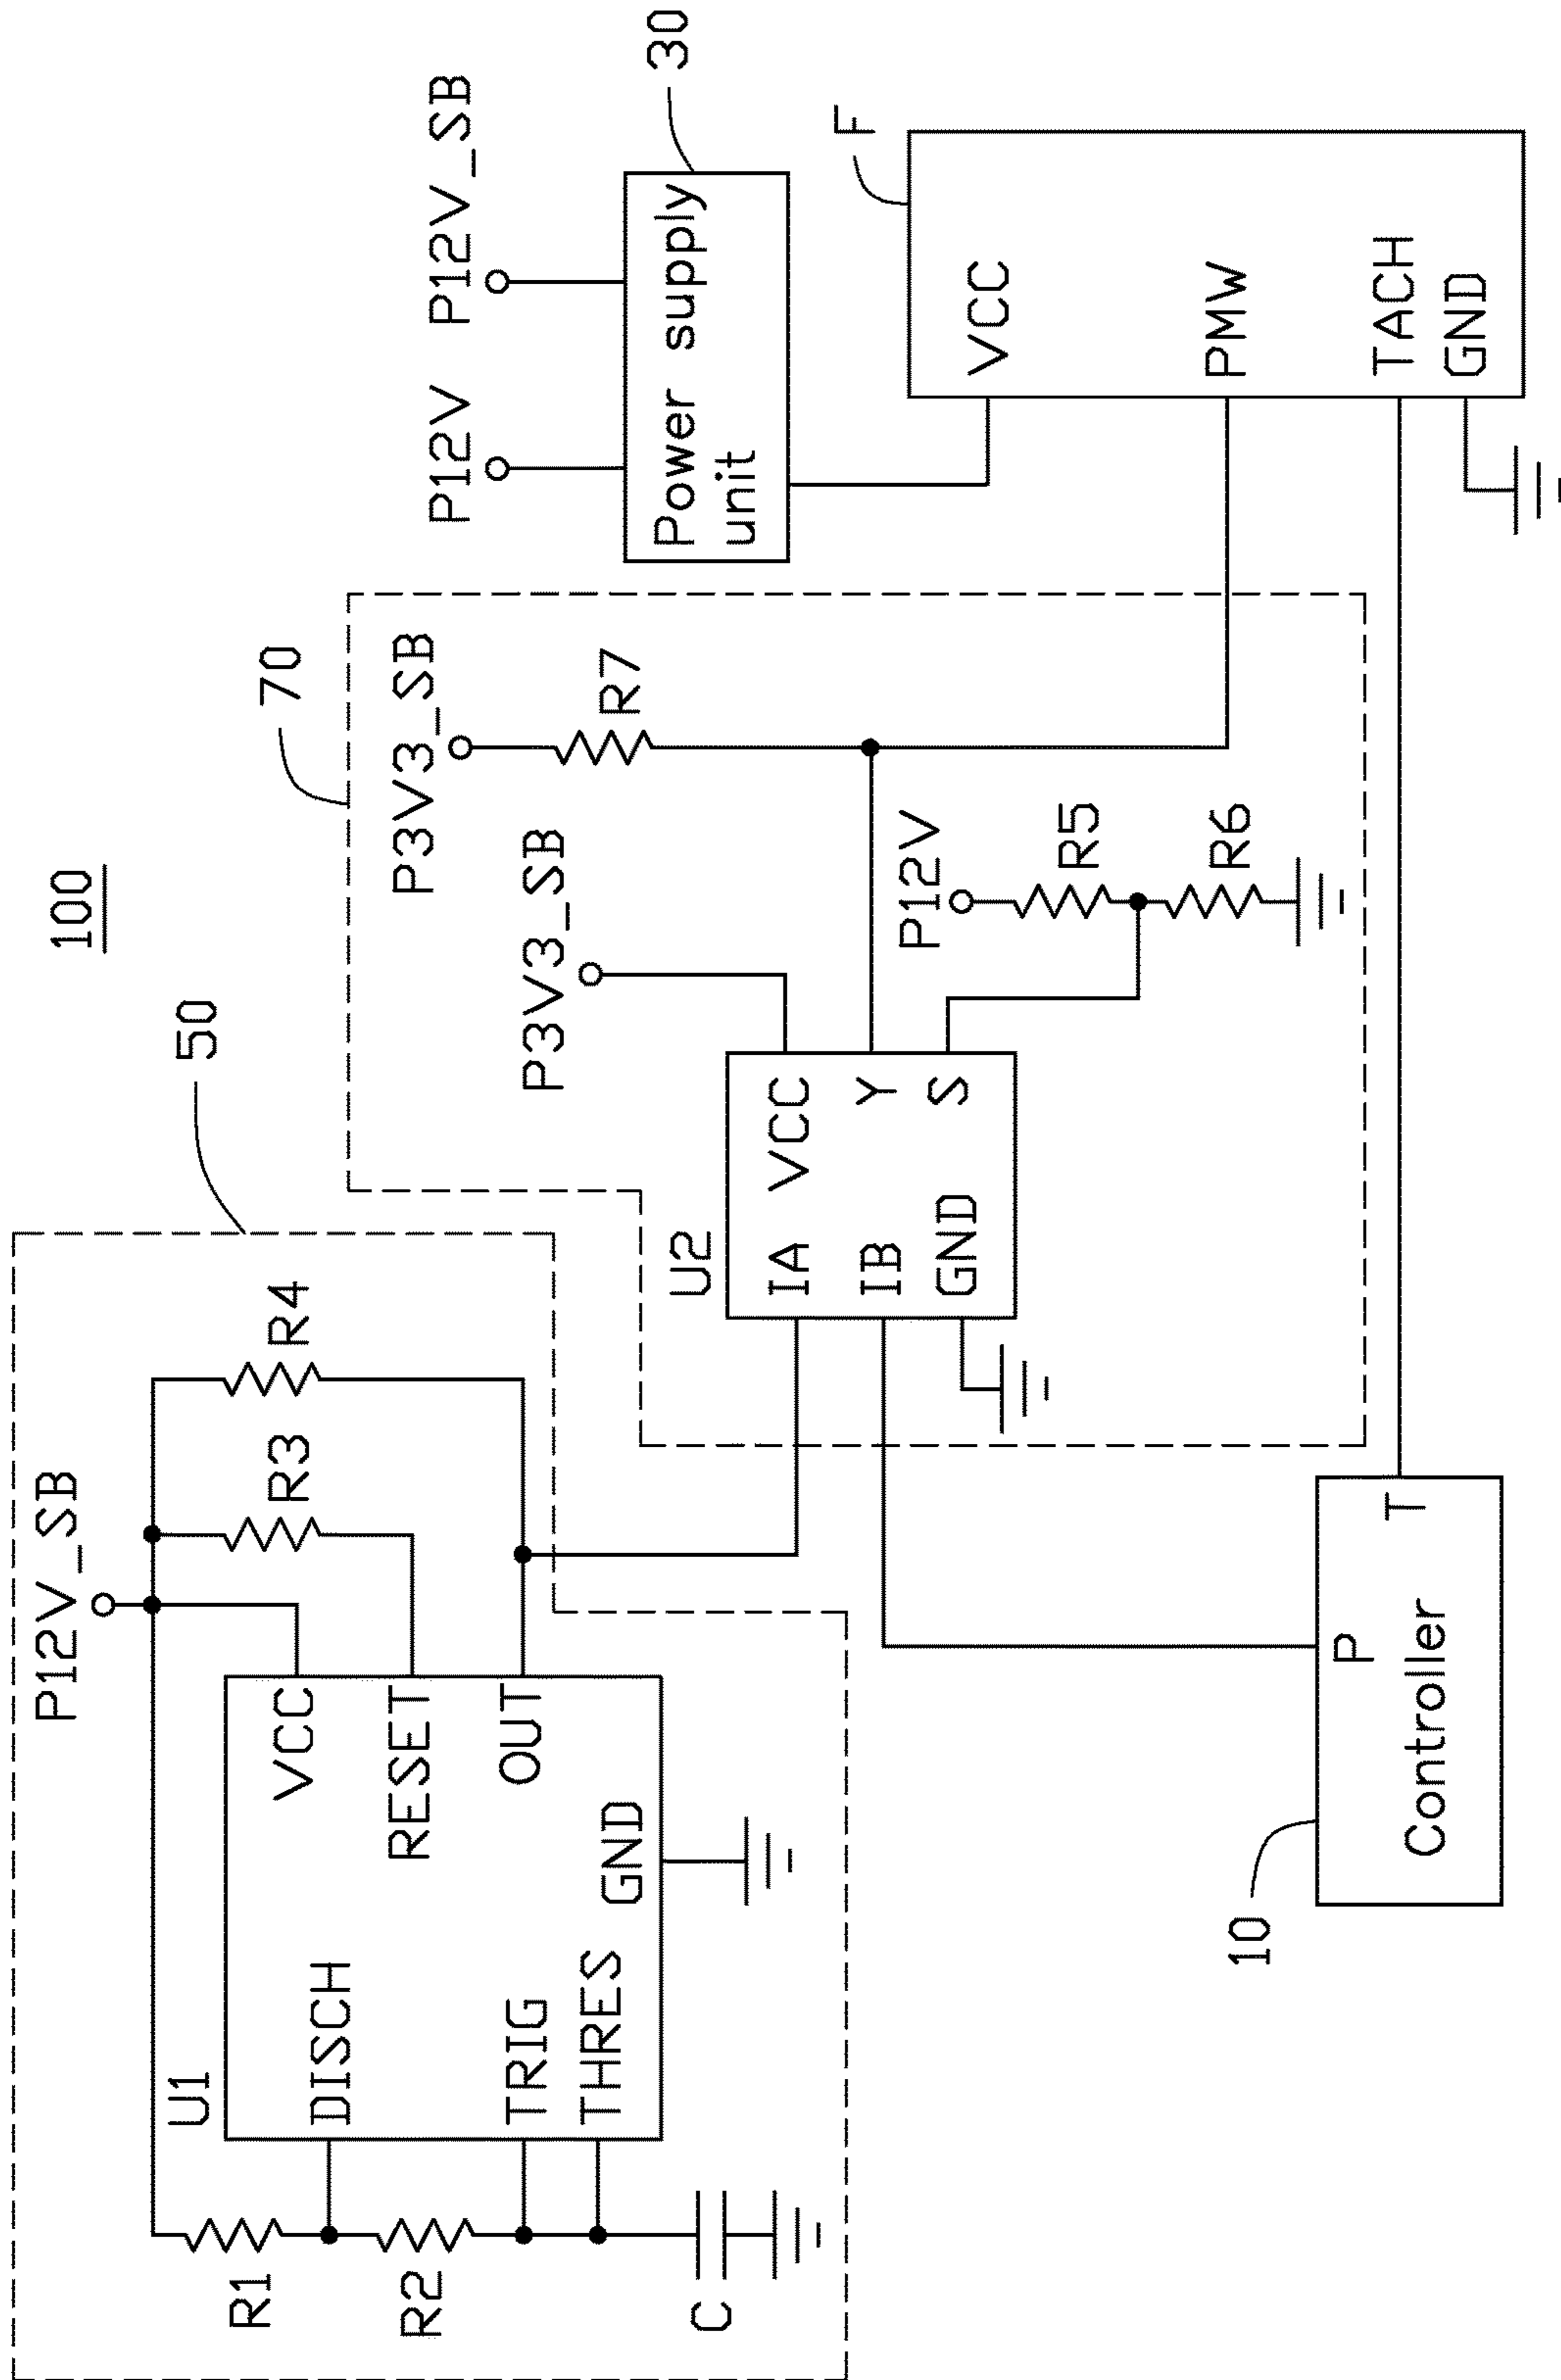 100
50
P12V_SB
U1
R1
R2
C
DISCH
TRIG
THRES
GND
VCC
RESET
OUT
R3
R4
70
P3V3_SB
P3V3_SB
R7
U2
IA VCC
IB Y
GND S
P12V
R5
R6
P12V
P12V_SB
Power supply
unit
30
F
VCC
PMW
TACH
GND
10
P
T
Controller